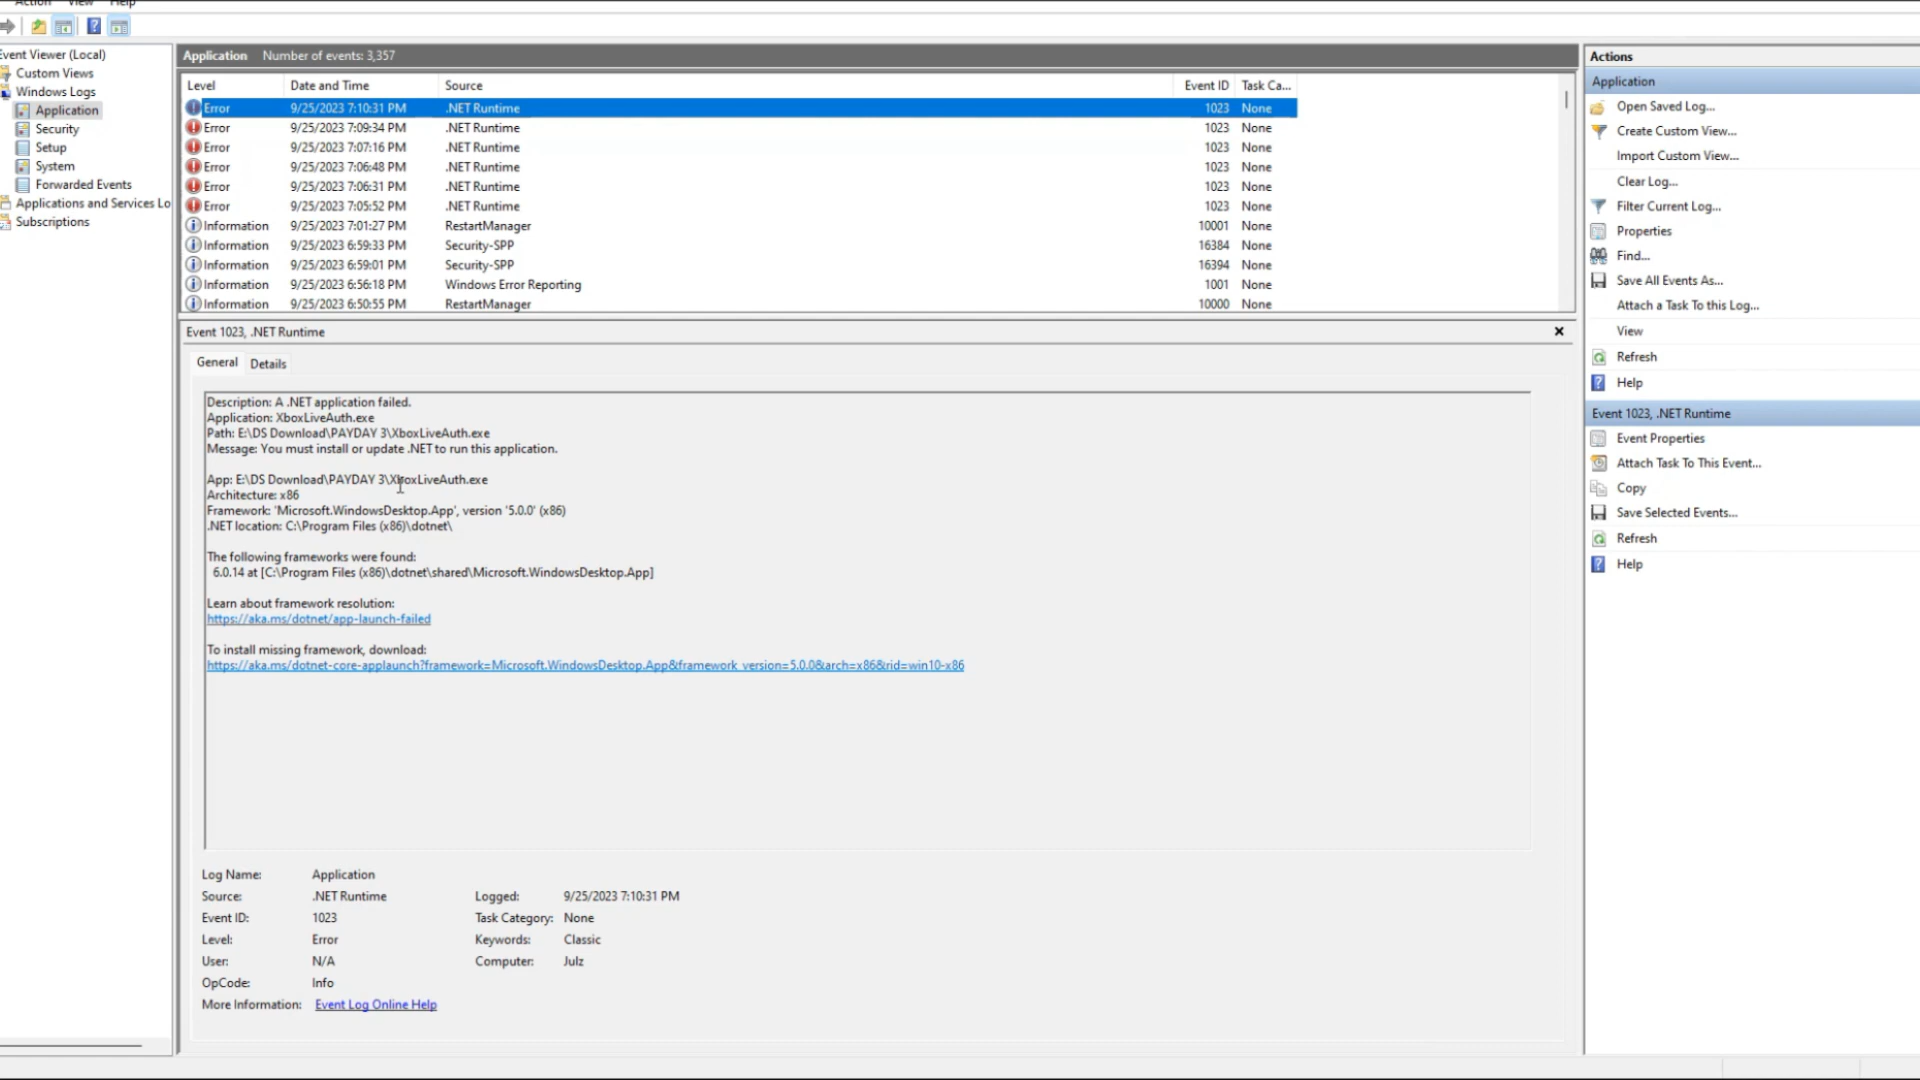 Action View Help
Event Viewer (Local)
Custom Views
Windows Logs
Application
Security
Setup
System
Forwarded Events
Applications and Services Lo
Subscriptions
Application Number of events: 3,357
Level Date and Time Source Event ID Task Ca...
Error 9/25/2023 7:10:31 PM .NET Runtime 1023 None
Error 9/25/2023 7:09:34 PM .NET Runtime 1023 None
Error 9/25/2023 7:07:16 PM .NET Runtime 1023 None
Error 9/25/2023 7:06:48 PM .NET Runtime 1023 None
Error 9/25/2023 7:06:31 PM .NET Runtime 1023 None
Error 9/25/2023 7:05:52 PM .NET Runtime 1023 None
Information 9/25/2023 7:01:27 PM RestartManager 10001 None
Information 9/25/2023 6:59:33 PM Security-SPP 16384 None
Information 9/25/2023 6:59:01 PM Security-SPP 16394 None
Information 9/25/2023 6:56:18 PM Windows Error Reporting 1001 None
Information 9/25/2023 6:50:55 PM RestartManager 10000 None
Event 1023, .NET Runtime
General Details
Description: A .NET application failed.
Application: XboxLiveAuth.exe
Path: E:\DS Download\PAYDAY 3\XboxLiveAuth.exe
Message: You must install or update .NET to run this application.
App: E:\DS Download\PAYDAY 3\XboxLiveAuth.exe
Architecture: x86
Framework: 'Microsoft.WindowsDesktop.App', version '5.0.0' (x86)
.NET location: C:\Program Files (x86)\dotnet\
The following frameworks were found:
6.0.14 at [C:\Program Files (x86)\dotnet\shared\Microsoft.WindowsDesktop.App]
Learn about framework resolution:
https://aka.ms/dotnet/app-launch-failed
To install missing framework, download:
https://aka.ms/dotnet-core-applaunch?framework=Microsoft.WindowsDesktop.App&framework_version=5.0.0&arch=x86&rid=win10-x86
Log Name: Application
Source: .NET Runtime Logged: 9/25/2023 7:10:31 PM
Event ID: 1023 Task Category: None
Level: Error Keywords: Classic
User: N/A Computer: Julz
OpCode: Info
More Information: Event Log Online Help
Actions
Application
Open Saved Log...
Create Custom View...
Import Custom View...
Clear Log...
Filter Current Log...
Properties
Find...
Save All Events As...
Attach a Task To this Log...
View
Refresh
Help
Event 1023, .NET Runtime
Event Properties
Attach Task To This Event...
Copy
Save Selected Events...
Refresh
Help